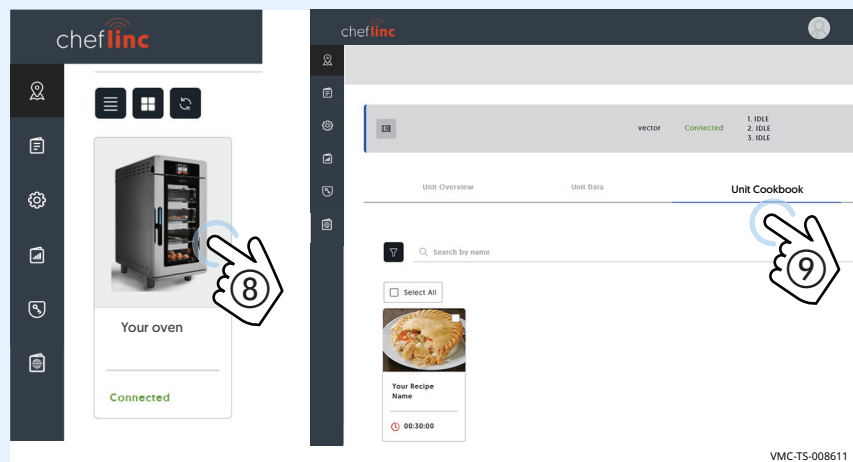 cheflinc
Your oven
Connected
8
cheflinc
vector Connected 1. IDLE
2. IDLE
3. IDLE
Unit Overview Unit Data Unit Cookbook
Search by name
Select All
Your Recipe
Name
00:30:00
9
VMC-TS-008611